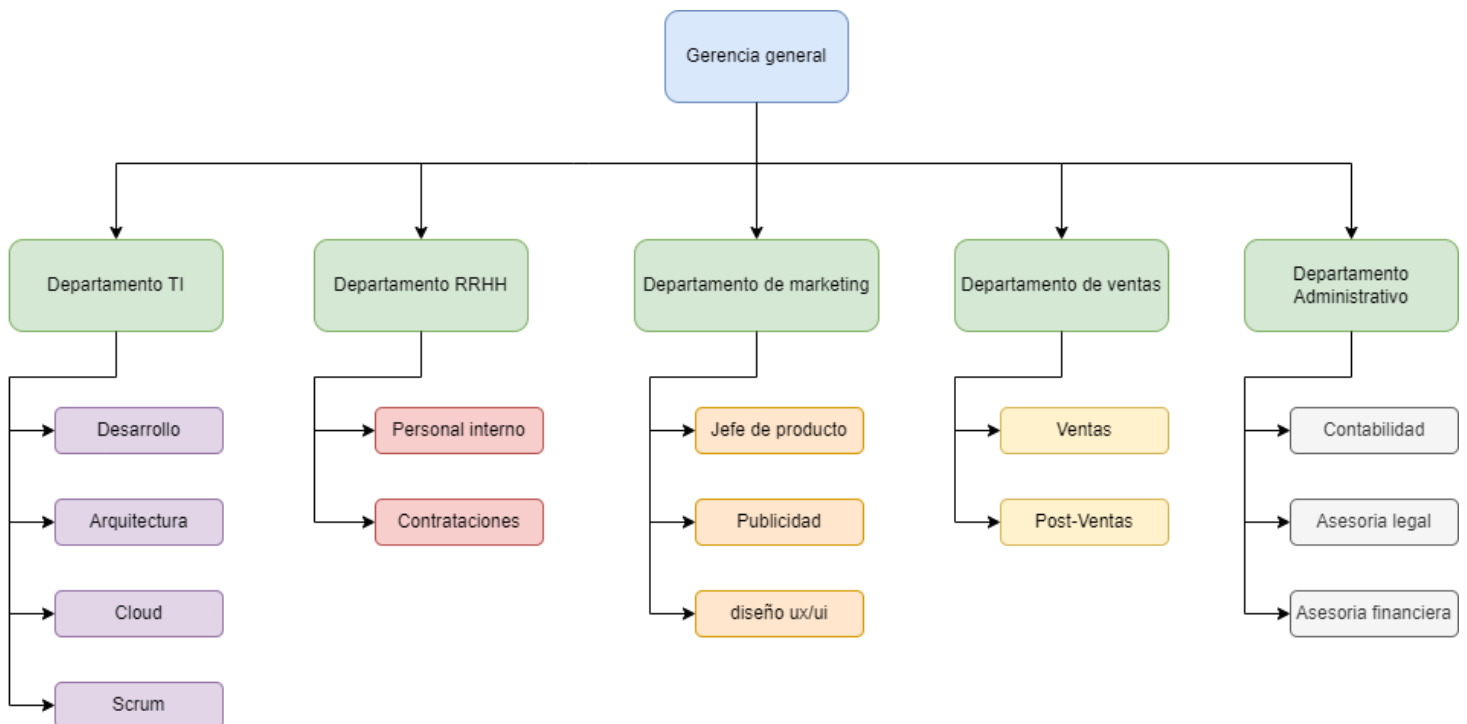 Gerencia general
Departamento TI
Departamento RRHH
Departamento de marketing
Departamento de ventas
Departamento
Administrativo
Desarrollo
Personal interno
Jefe de producto
Ventas
Contabilidad
Arquitectura
Contrataciones
Publicidad
Post-Ventas
Asesoria legal
Cloud
diseño ux/ui
Asesoria financiera
Scrum